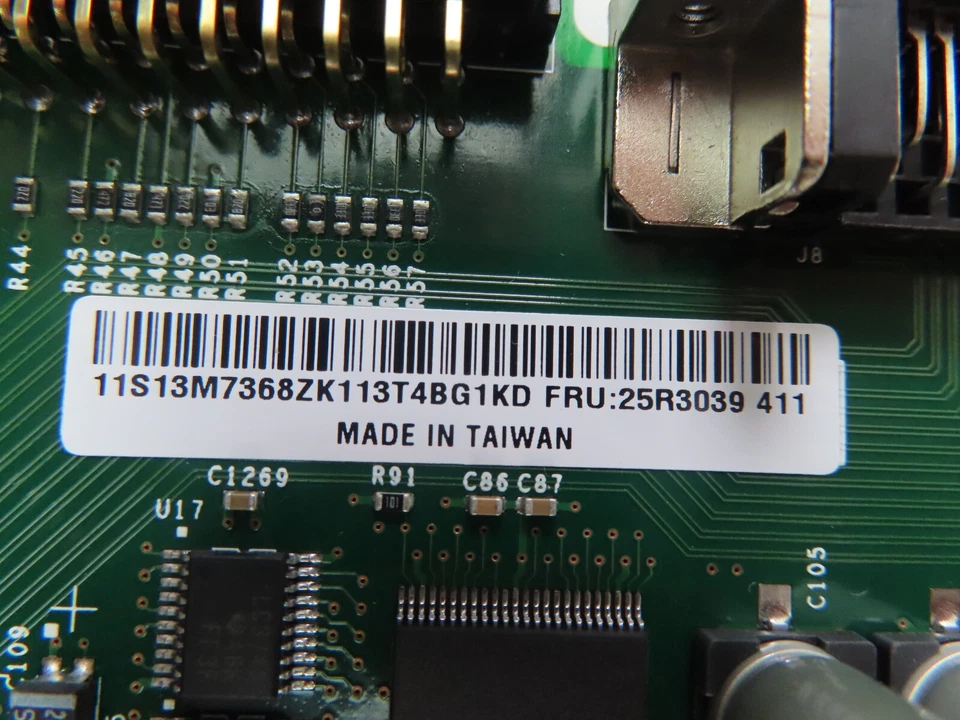 J8
R44
R45
R46
R47
R48
R49
R50
R51
R52
R53
R54
R55
R56
R57
11S13M7368ZK113T4BG1KD FRU:25R3039 411
MADE IN TAIWAN
C1269
R91
C86
C87
U17
101
C105